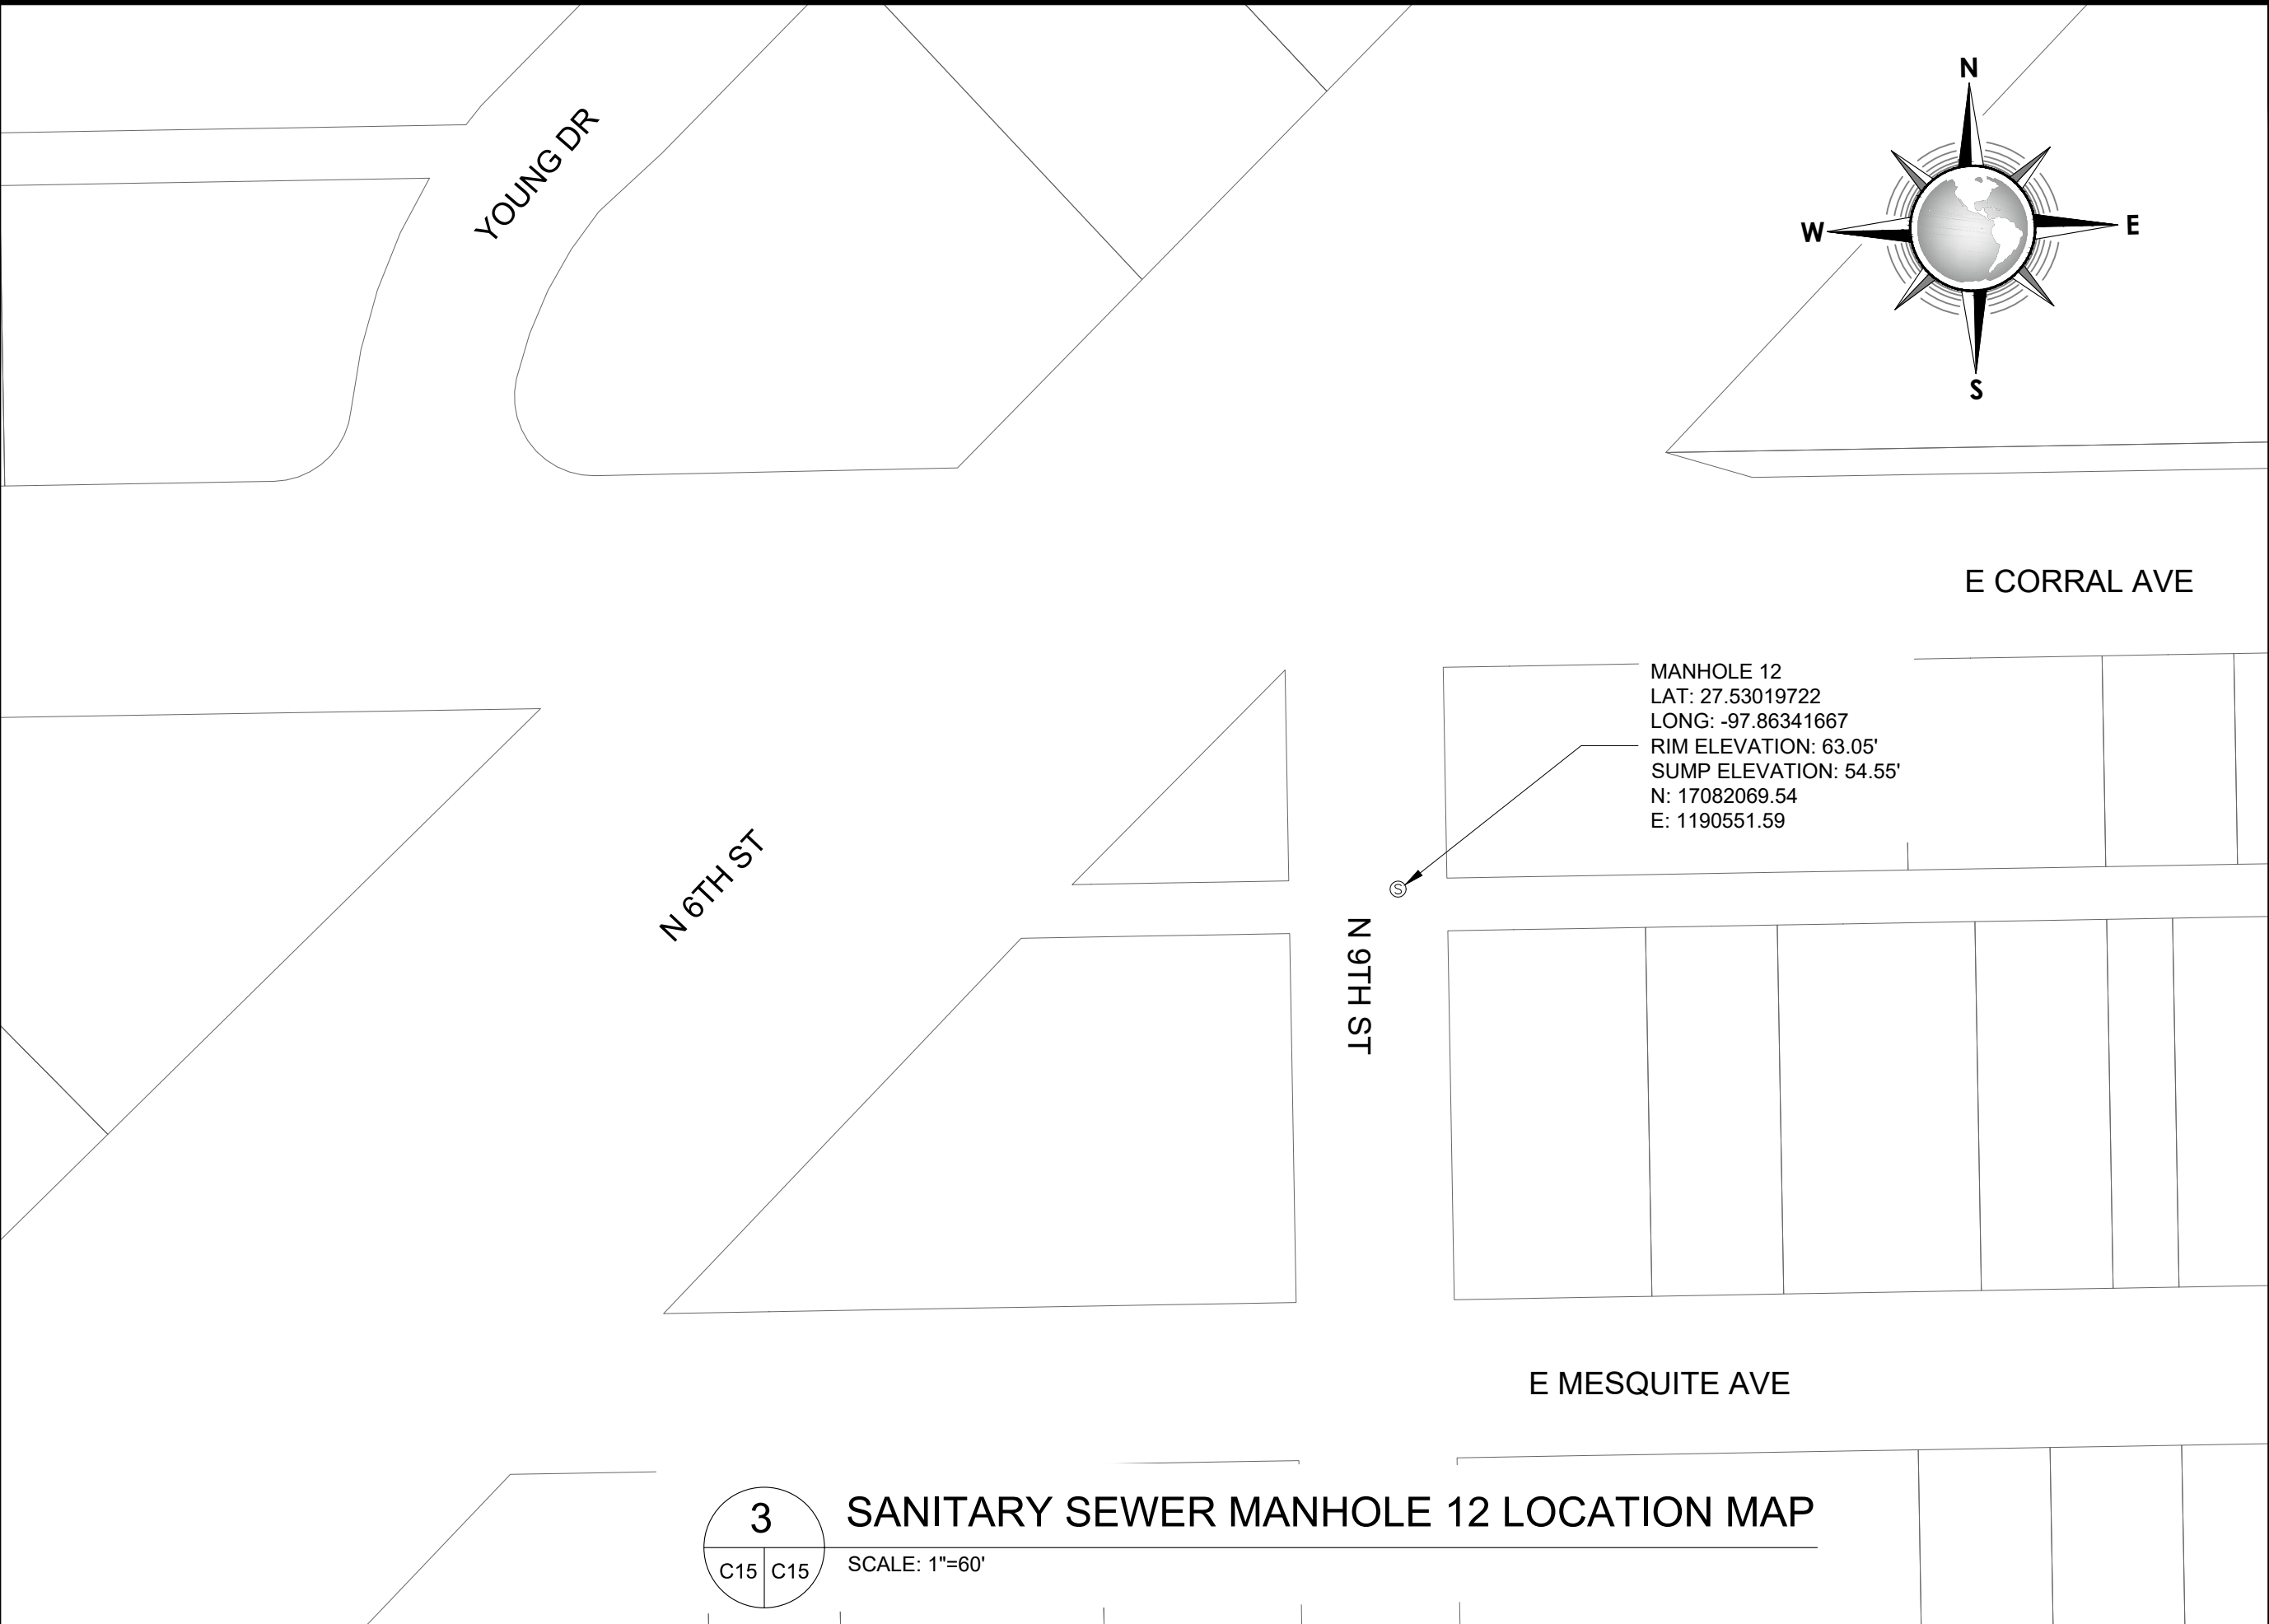 N
YOUNG DR
W
E
S
E CORRAL AVE
MANHOLE 12
LAT: 27.53019722
LONG: -97.86341667
RIM ELEVATION: 63.05'
SUMP ELEVATION: 54.55'
N: 17082069.54
E: 1190551.59
N 6TH ST
S
N 9TH ST
E MESQUITE AVE
3
SANITARY SEWER MANHOLE 12 LOCATION MAP
C15 C15
SCALE: 1"=60'